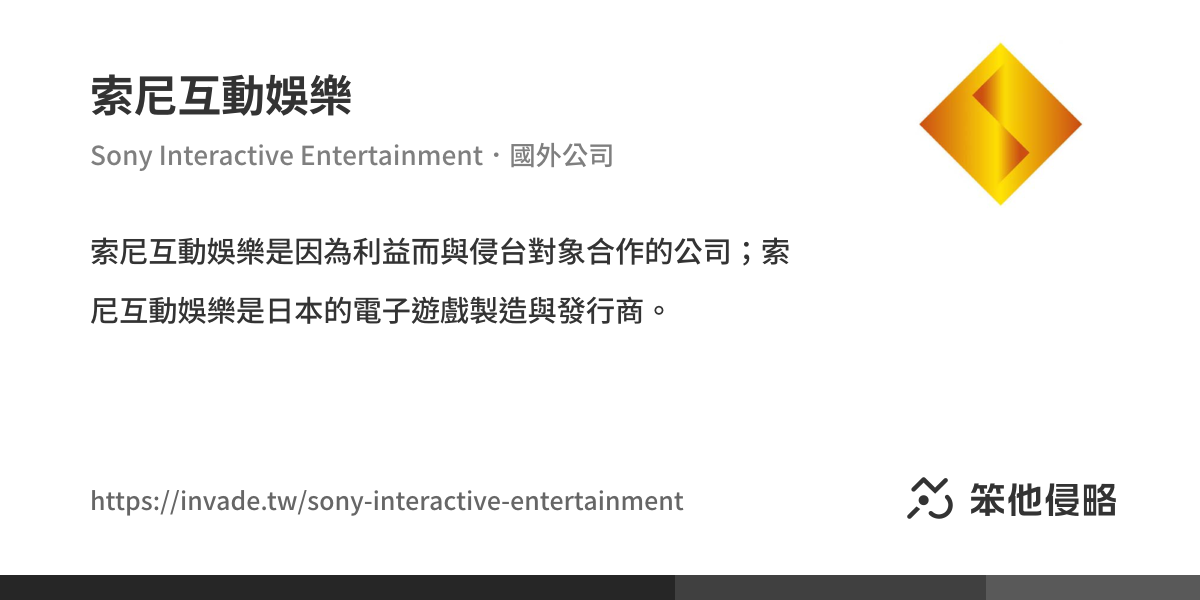 索尼互動娛樂
Sony Interactive Entertainment・國外公司
索尼互動娛樂是因為利益而與侵台對象合作的公司；索
尼互動娛樂是日本的電子遊戲製造與發行商。
https://invade.tw/sony-interactive-entertainment
笨他侵略